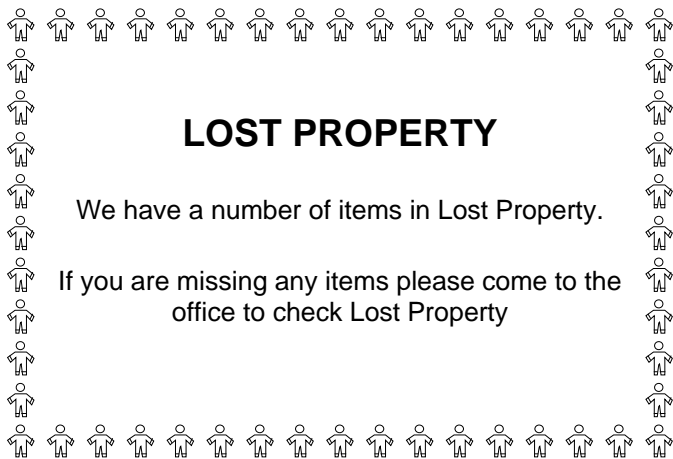 LOST PROPERTY
We have a number of items in Lost Property.
If you are missing any items please come to the
office to check Lost Property